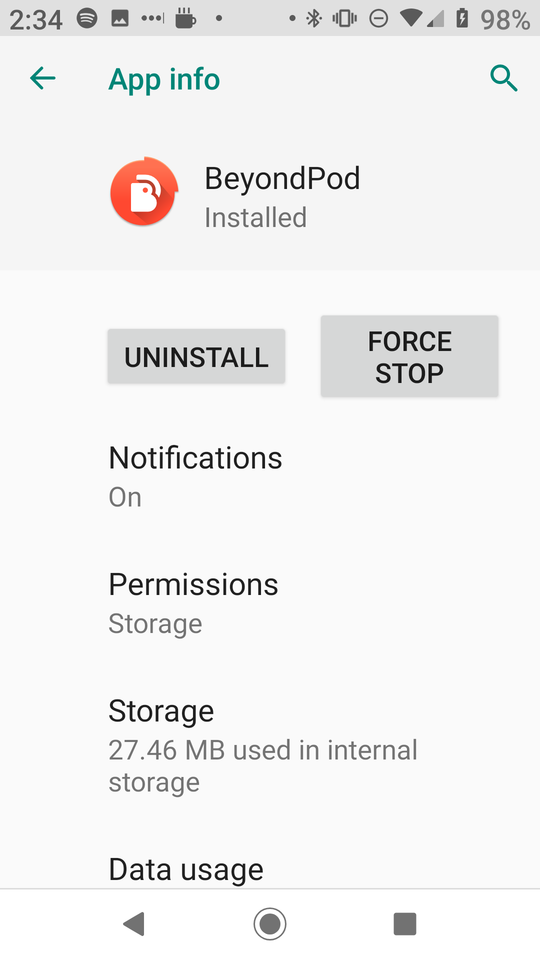 2:34 98%
App info
BeyondPod
Installed
UNINSTALL
FORCE
STOP
Notifications
On
Permissions
Storage
Storage
27.46 MB used in internal
storage
Data usage